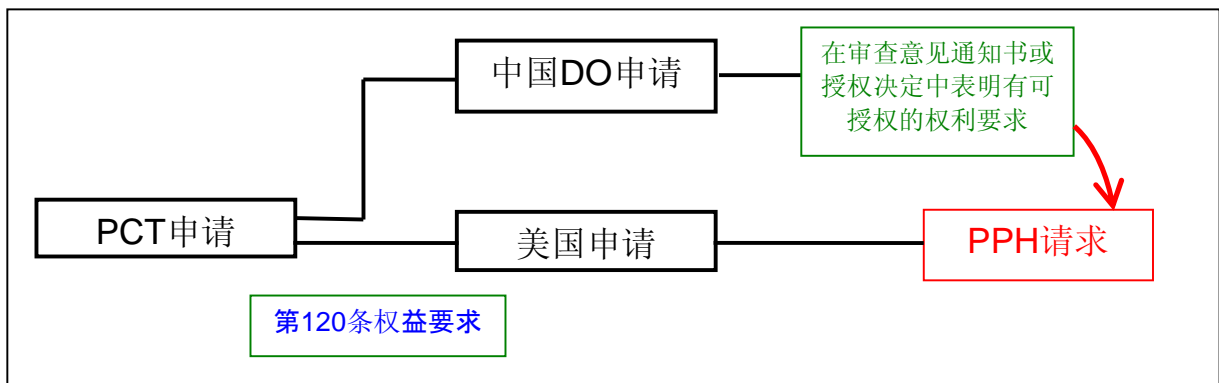 中国DO申请
在审查意见通知书或
授权决定中表明有可
授权的权利要求
PCT申请
美国申请
PPH请求
第120条权益要求